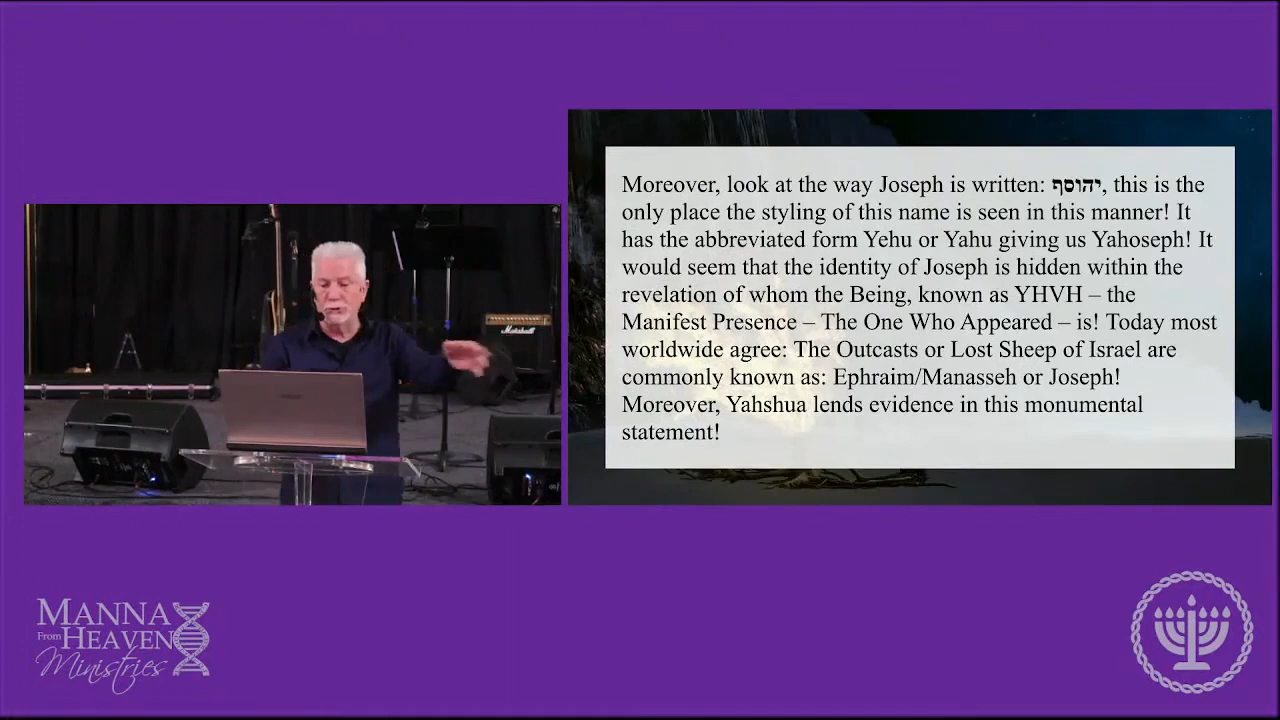 Moreover, look at the way Joseph is written: יהוסף, this is the
only place the styling of this name is seen in this manner! It
has the abbreviated form Yehu or Yahu giving us Yahoseph! It
would seem that the identity of Joseph is hidden within the
revelation of whom the Being, known as YHVH – the
Manifest Presence – The One Who Appeared – is! Today most
worldwide agree: The Outcasts or Lost Sheep of Israel are
commonly known as: Ephraim/Manasseh or Joseph!
Moreover, Yahshua lends evidence in this monumental
statement!
Marshall
MANNA
From HEAVEN
Ministries